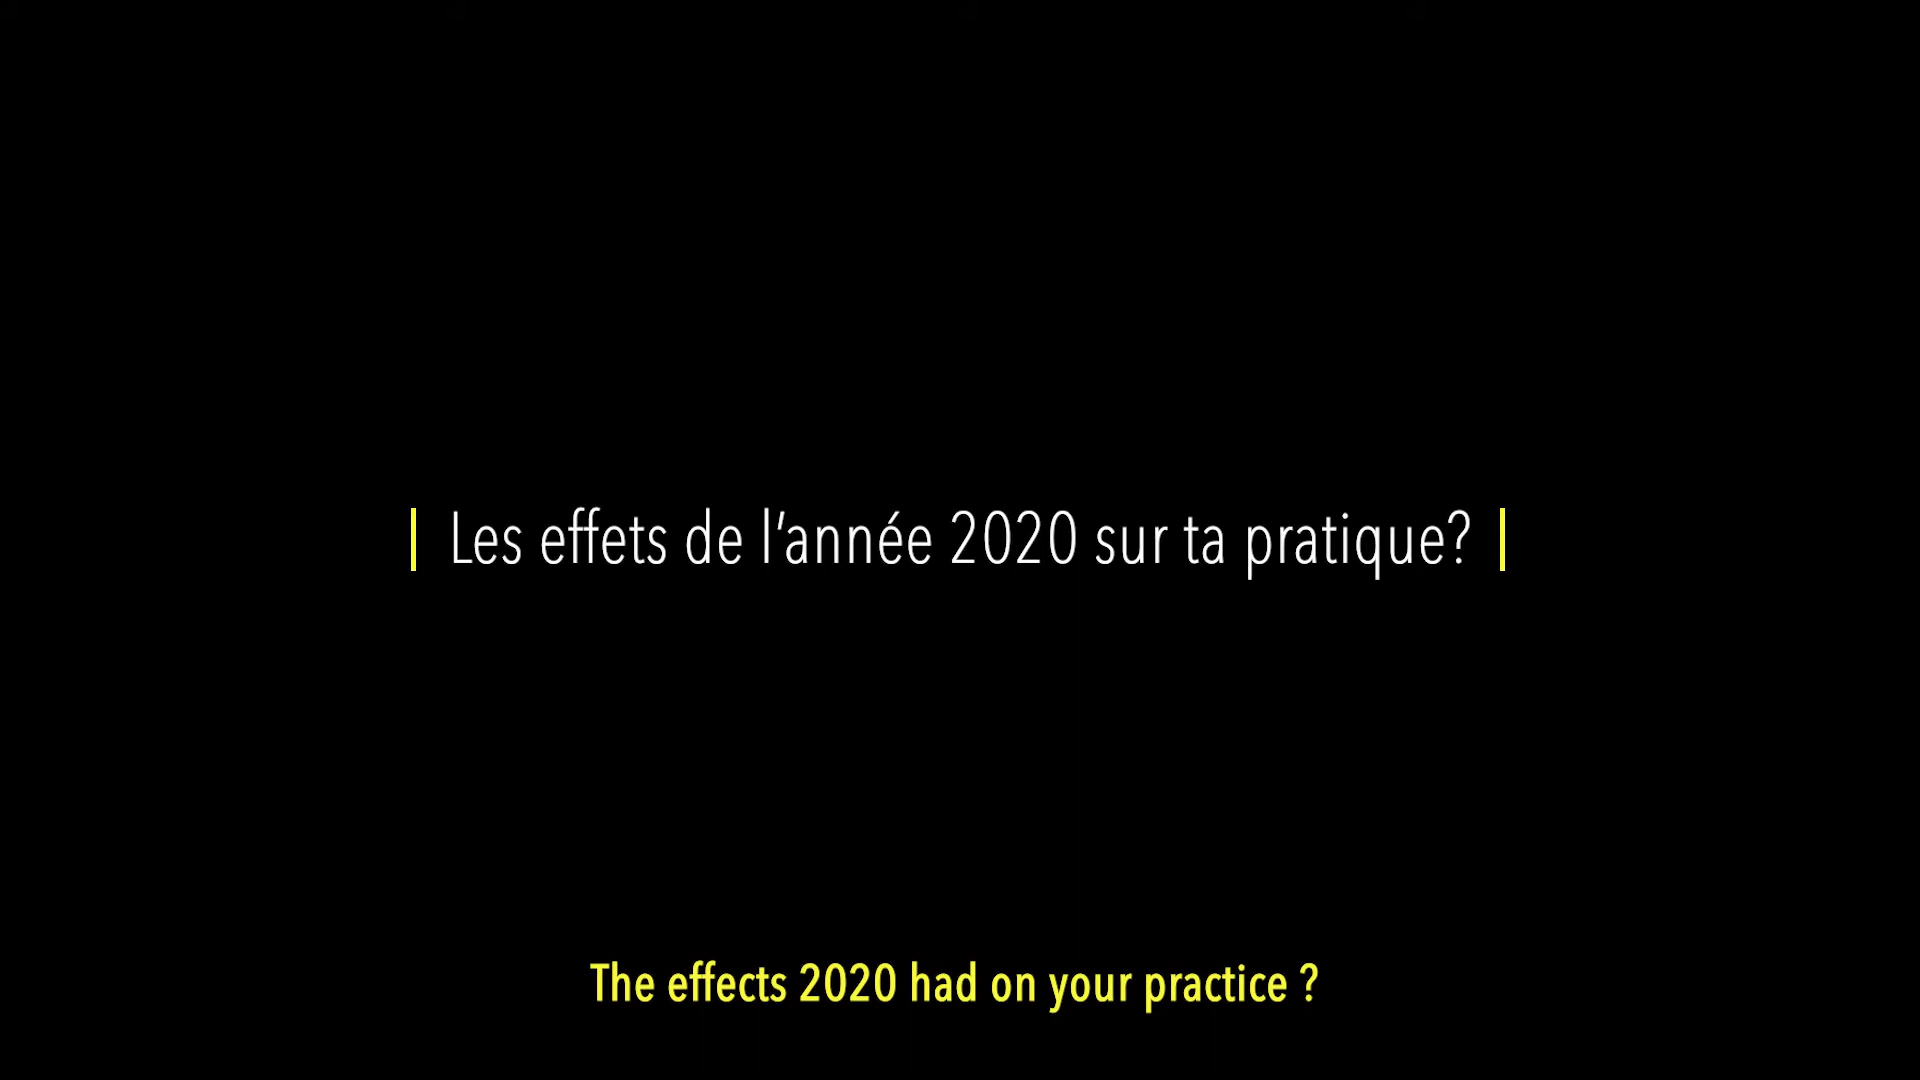 Les effets de l’année 2020 sur ta pratique?
The effects 2020 had on your practice ?